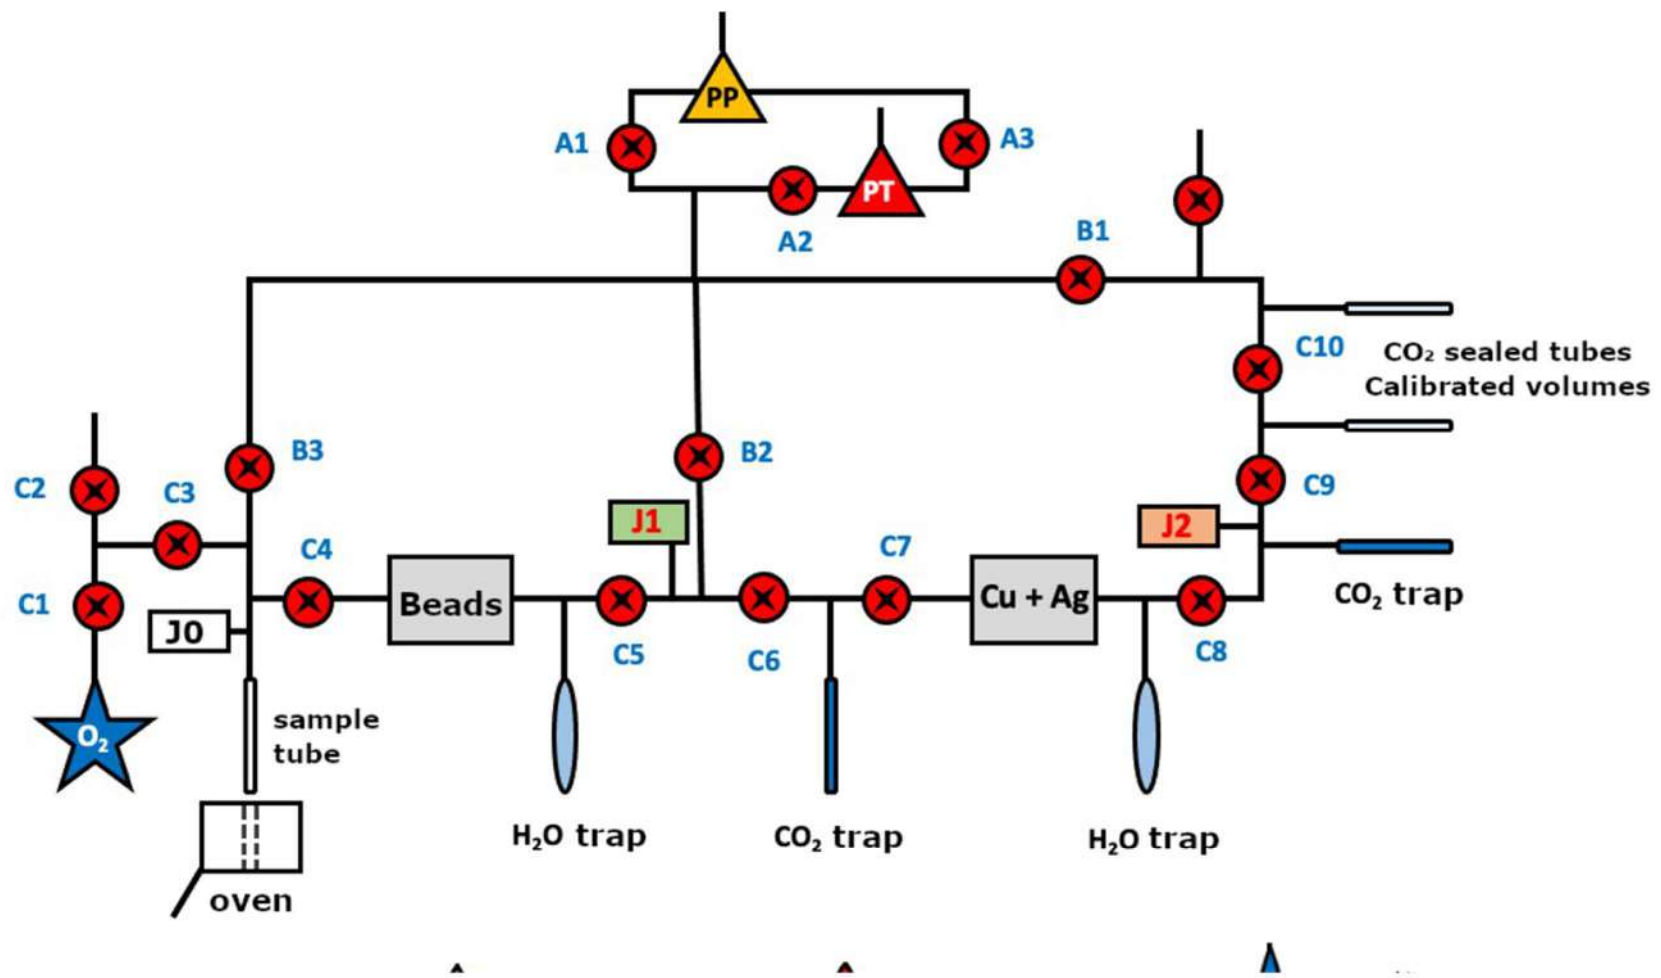 PP
A1
A3
PT
A2
B1
C10
CO₂ sealed tubes
Calibrated volumes
B3
B2
C2
C3
C9
J1
J2
C4
C7
C1
Beads
Cu + Ag
CO₂ trap
J0
C5
C6
C8
O₂
sample
tube
H₂O trap
CO₂ trap
H₂O trap
oven